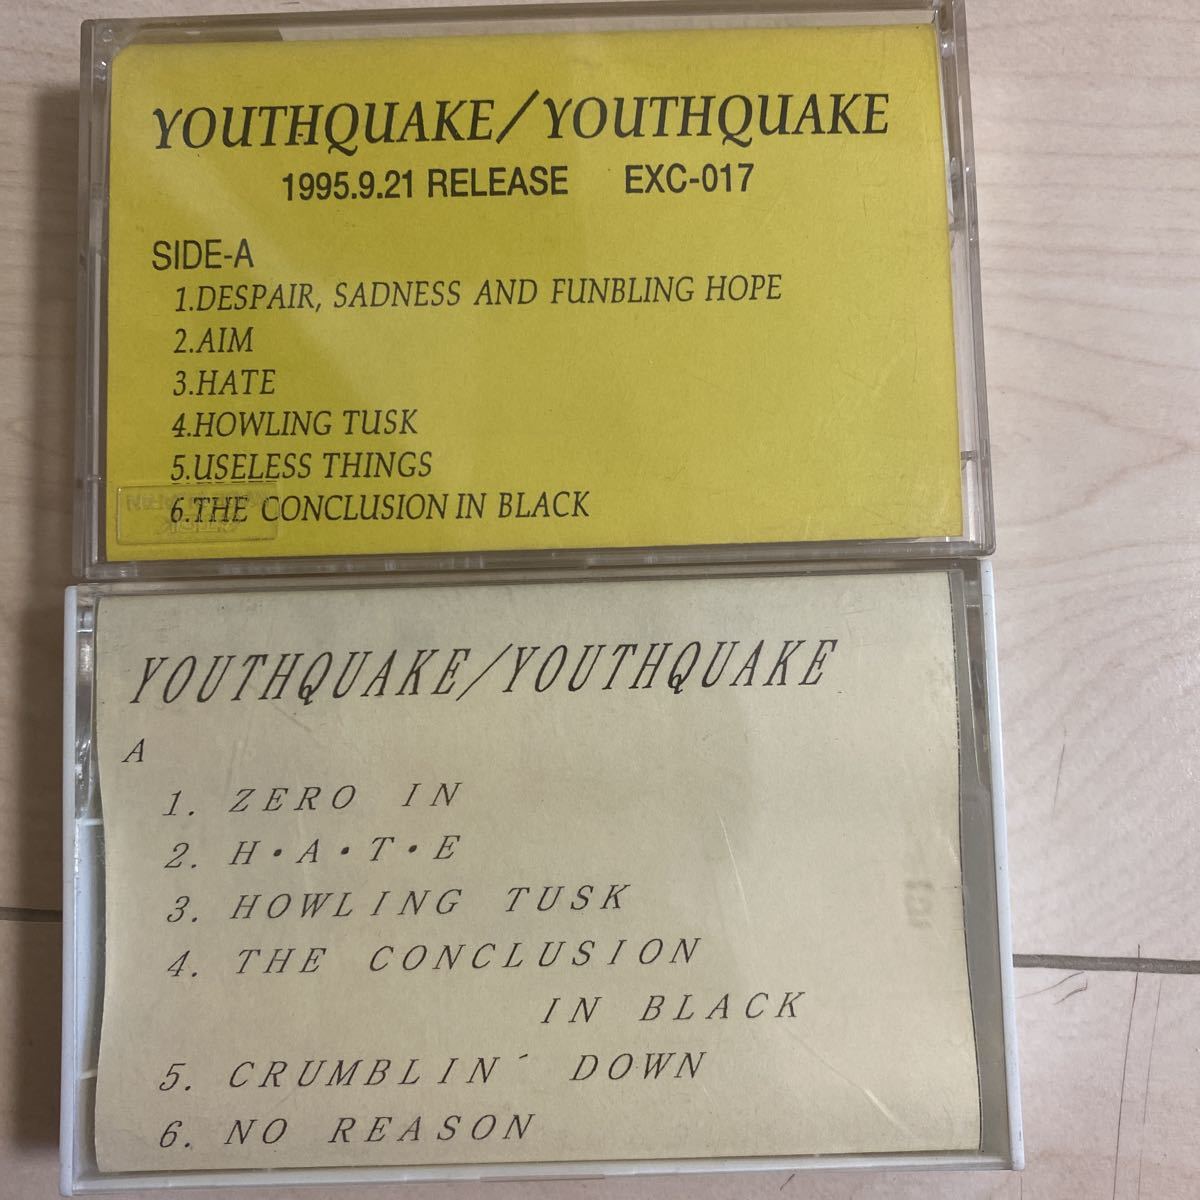 YOUTHQUAKE/YOUTHQUAKE
1995.9.21 RELEASE EXC-017
SIDE-A
1.DESPAIR, SADNESS AND FUNBLING HOPE
2.AIM
3.HATE
4.HOWLING TUSK
5.USELESS THINGS
6.THE CONCLUSION IN BLACK
YOUTHQUAKE/YOUTHQUAKE
A
1. ZERO IN
2. H・A・T・E
3. HOWLING TUSK
4. THE CONCLUSION
IN BLACK
5. CRUMBLIN´ DOWN
6. NO REASON